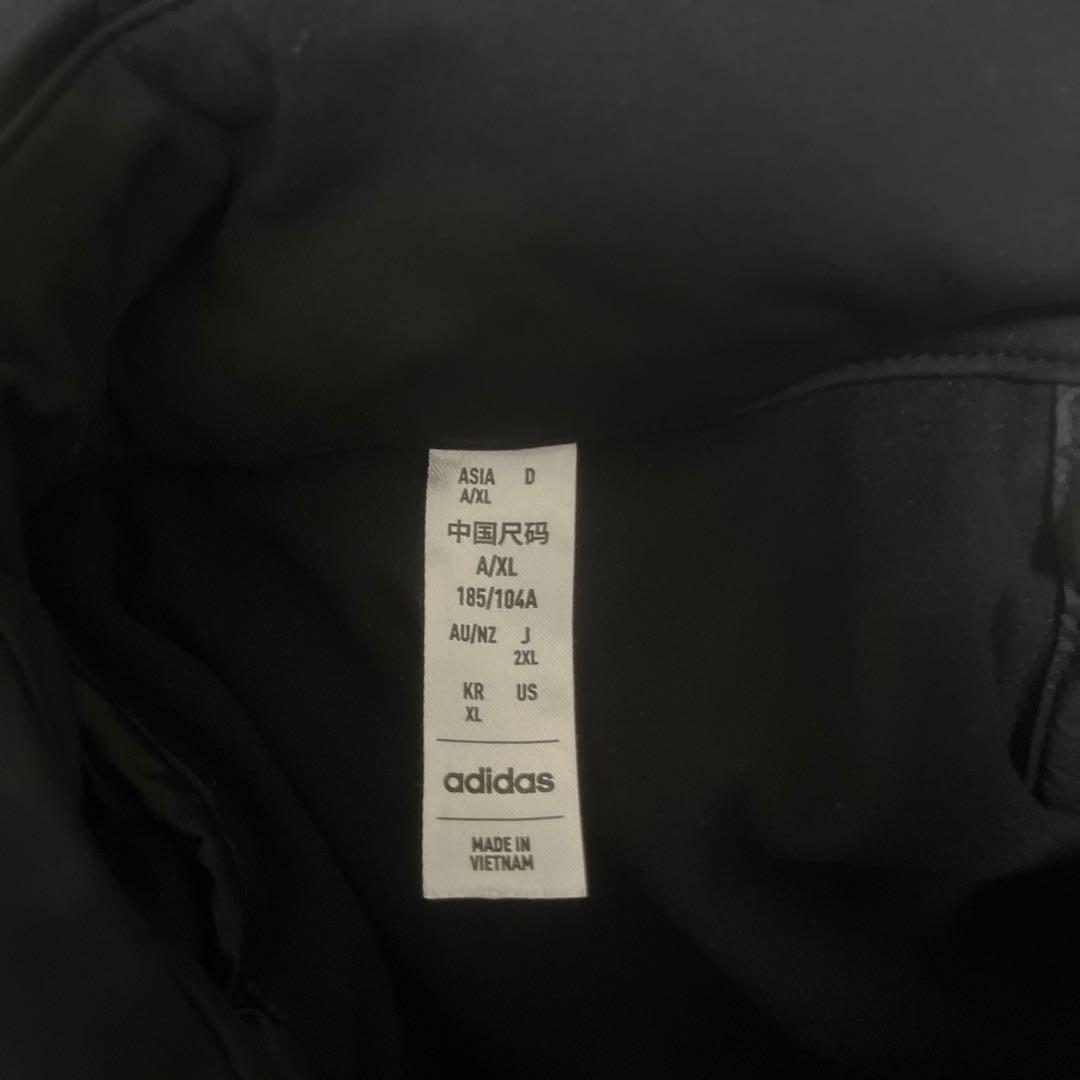 ASIA D
A/XL
中国尺码
A/XL
185/104A
AU/NZ J
2XL
KR US
XL
adidas
MADE IN
VIETNAM